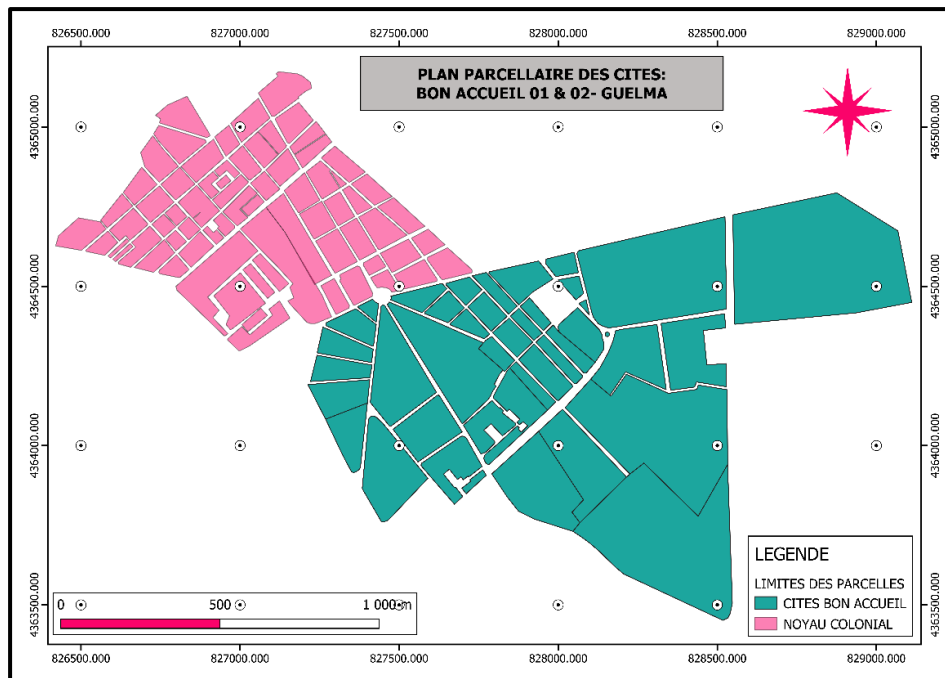 826500.000 827000.000 827500.000 828000.000 828500.000 829000.000
PLAN PARCELLAIRE DES CITES:
BON ACCUEIL 01 & 02- GUELMA
4365000.000 4365000.000
4364500.000 4364500.000
4364000.000 4364000.000
4363500.000 4363500.000
LEGENDE
LIMITES DES PARCELLES
CITES BON ACCUEIL
NOYAU COLONIAL
0 500 1 000 m
826500.000 827000.000 827500.000 828000.000 828500.000 829000.000